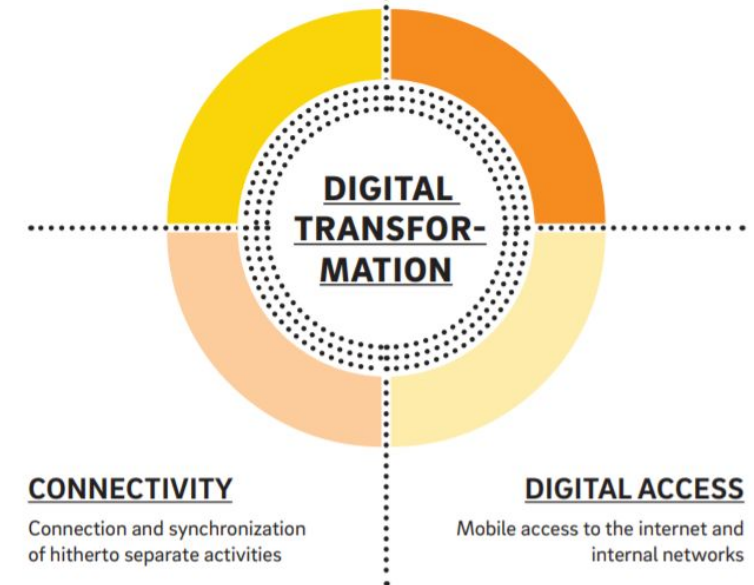 DIGITAL
TRANSFOR-
MATION
CONNECTIVITY
Connection and synchronization
of hitherto separate activities
DIGITAL ACCESS
Mobile access to the internet and
internal networks